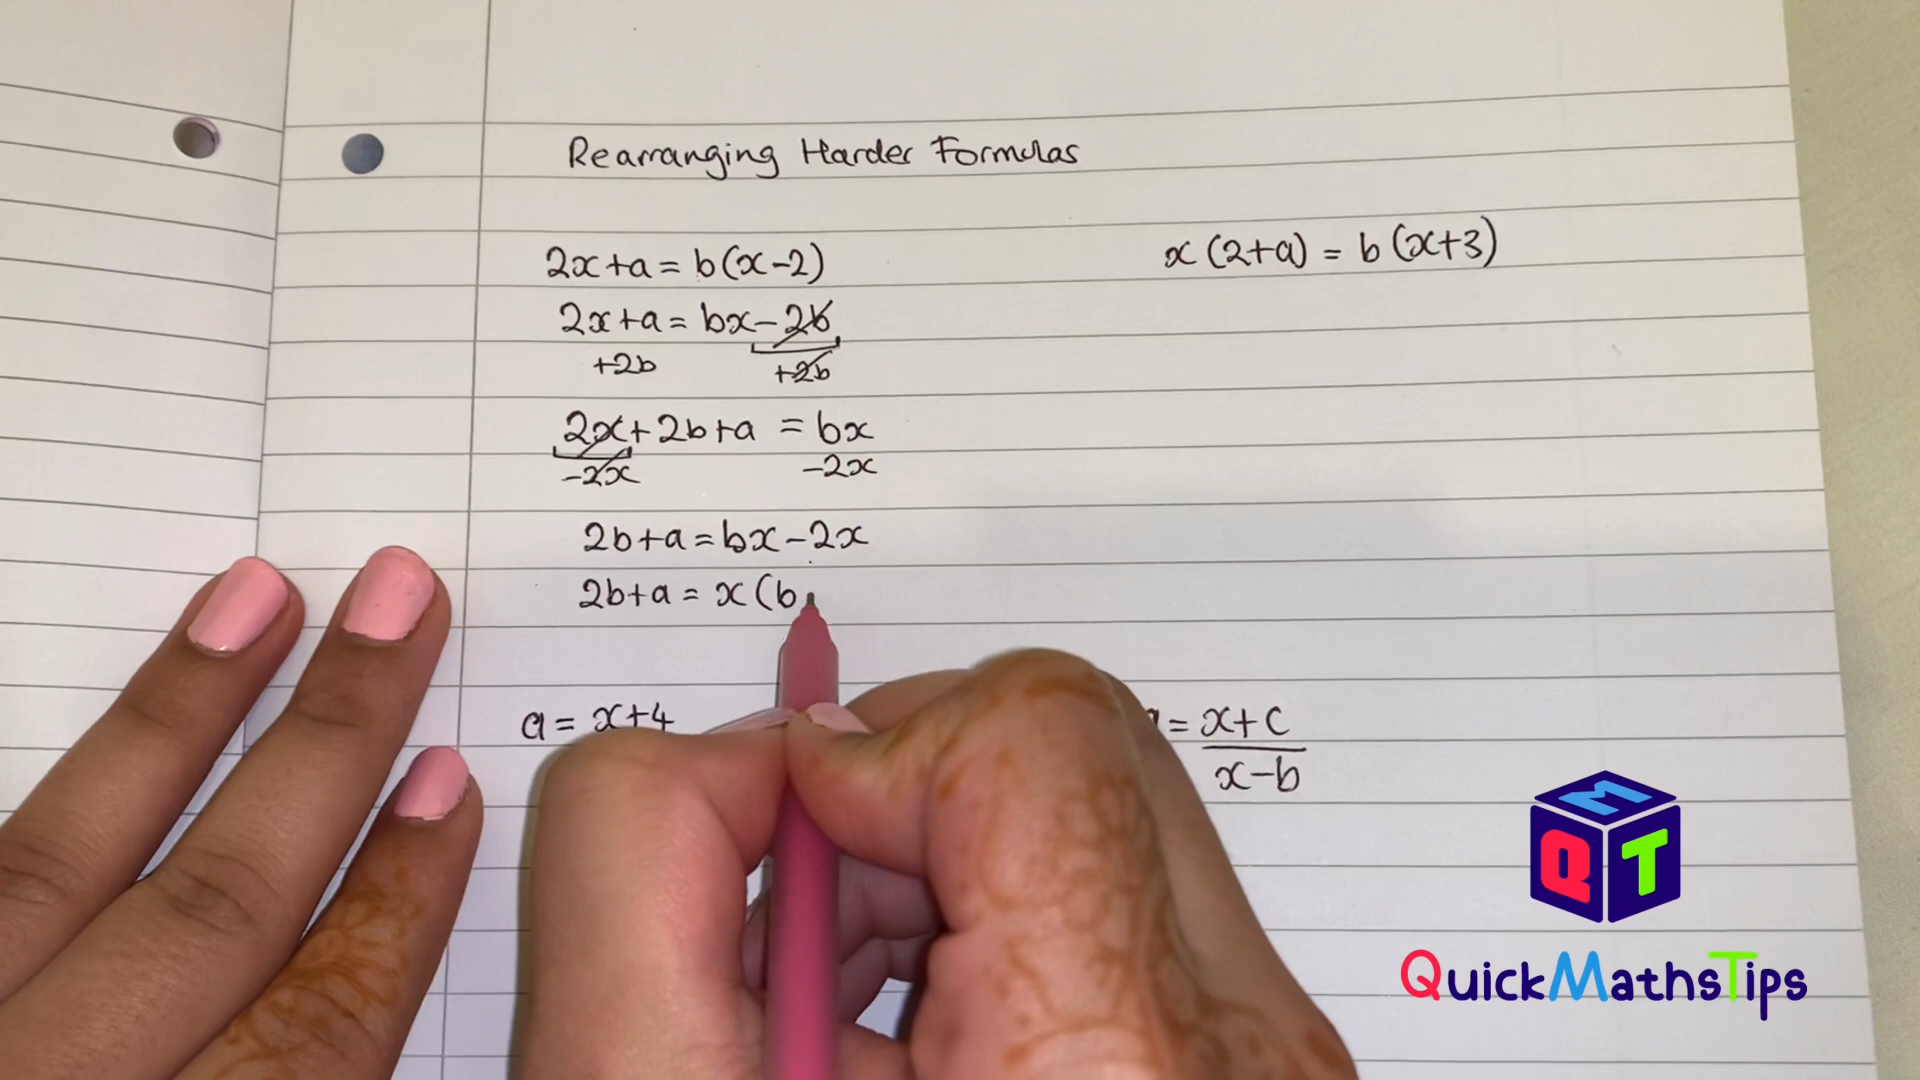 Rearranging Harder Formulas
2x+a = b(x-2)
2x+a = bx-2b
+2b +2b
2x+2b+a = bx
-2x -2x
2b+a = bx-2x
2b+a = x(b
x(2+a) = b(x+3)
a = x+4
= x+c
x-b
QMT
QuickMathsTips